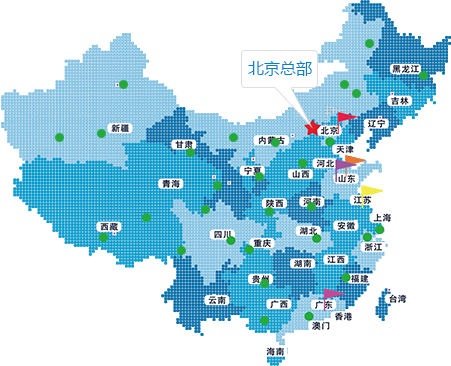 北京总部
黑龙江
吉林
新疆
辽宁
北京
内蒙古
甘肃
天津
河北
宁夏
山西
山东
青海
陕西
河南
江苏
上海
西藏
安徽
四川
湖北
重庆
浙江
湖南
江西
贵州
福建
云南
广西
广东
台湾
香港
澳门
海南